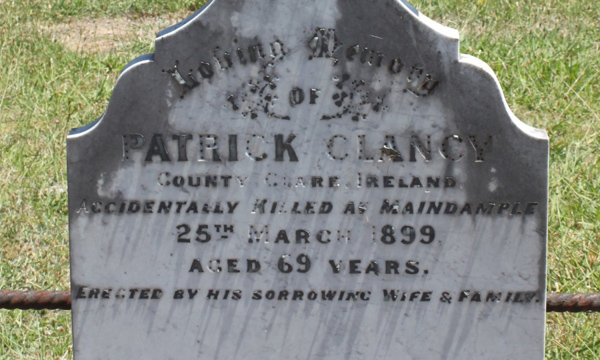 In Loving Memory
OF
PATRICK CLANCY
COUNTY CLARE, IRELAND
ACCIDENTALLY KILLED AT MAINDAMPLE
25TH MARCH 1899
AGED 69 YEARS.
ERECTED BY HIS SORROWING WIFE & FAMILY.